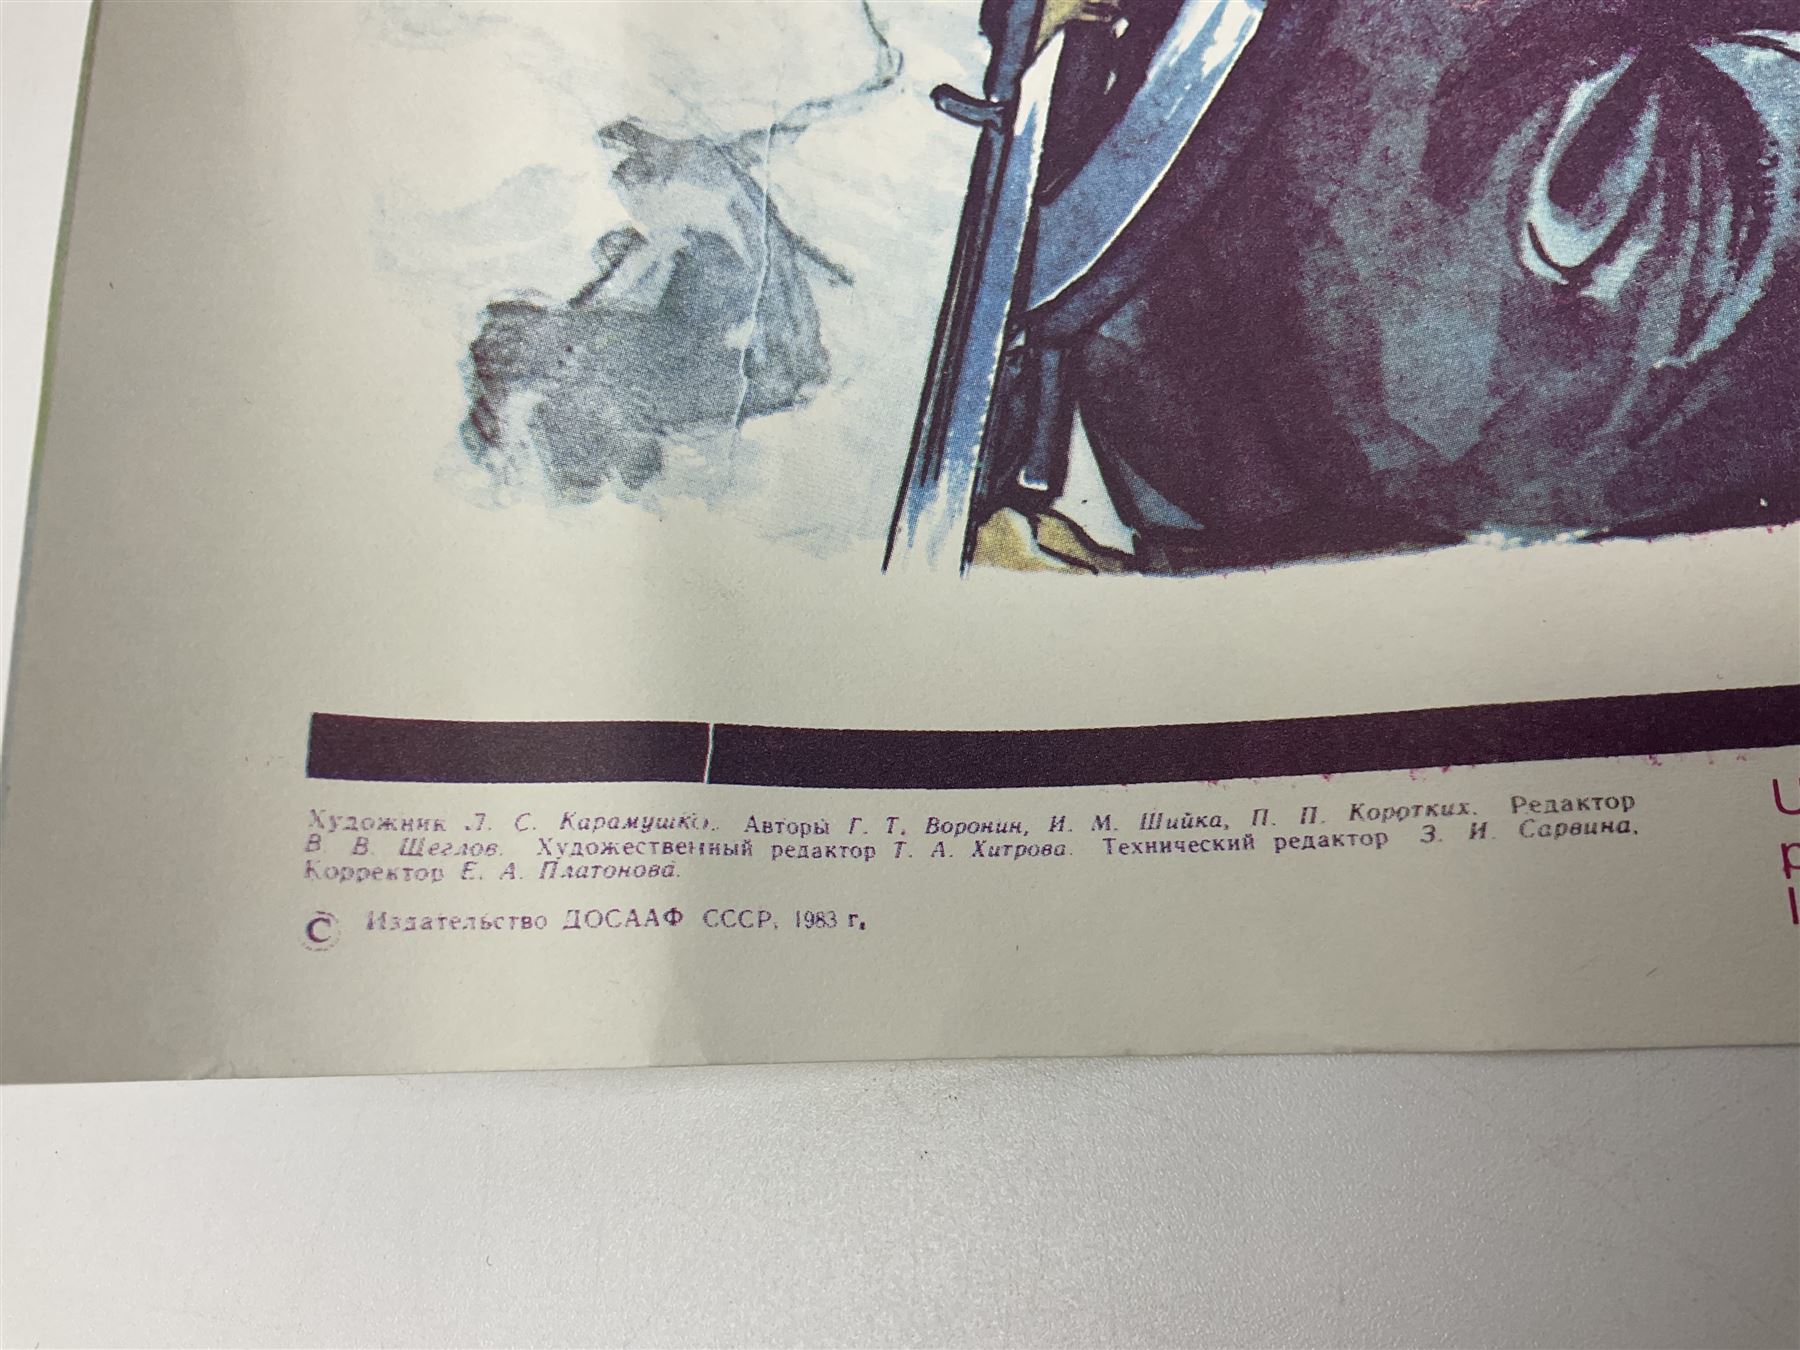 Художник Л. С. Карамушко. Авторы Г. Т. Воронин, И. М. Шийка, П. П. Коротких. Редактор
В. В. Щеглов. Художественный редактор Т. А. Хитрова. Технический редактор З. И. Сарвина.
Корректор Е. А. Платонова.
© Издательство ДОСААФ СССР, 1983 г.